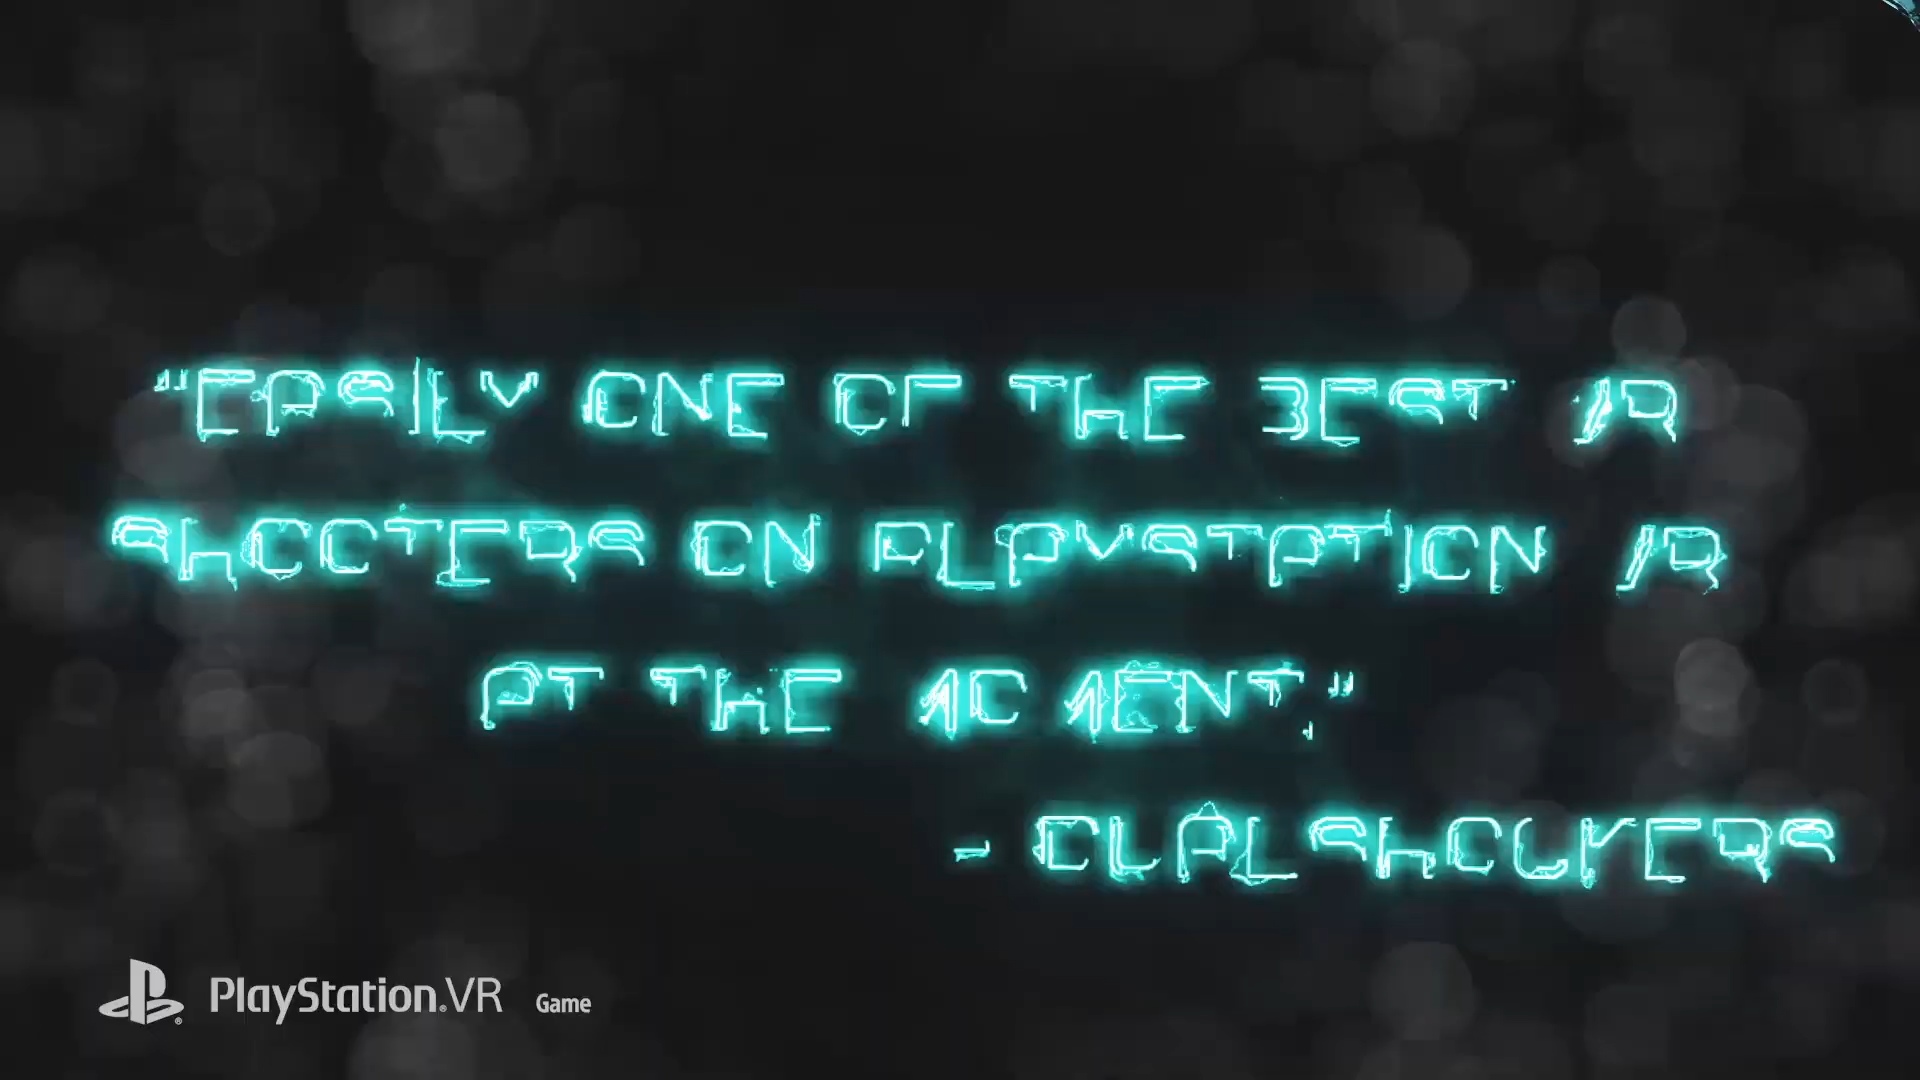 "EASILY ONE OF THE BEST VR
SHOOTERS ON PLAYSTATION VR
AT THE MOMENT."
- DUALSHOCKERS
PlayStation.VR Game